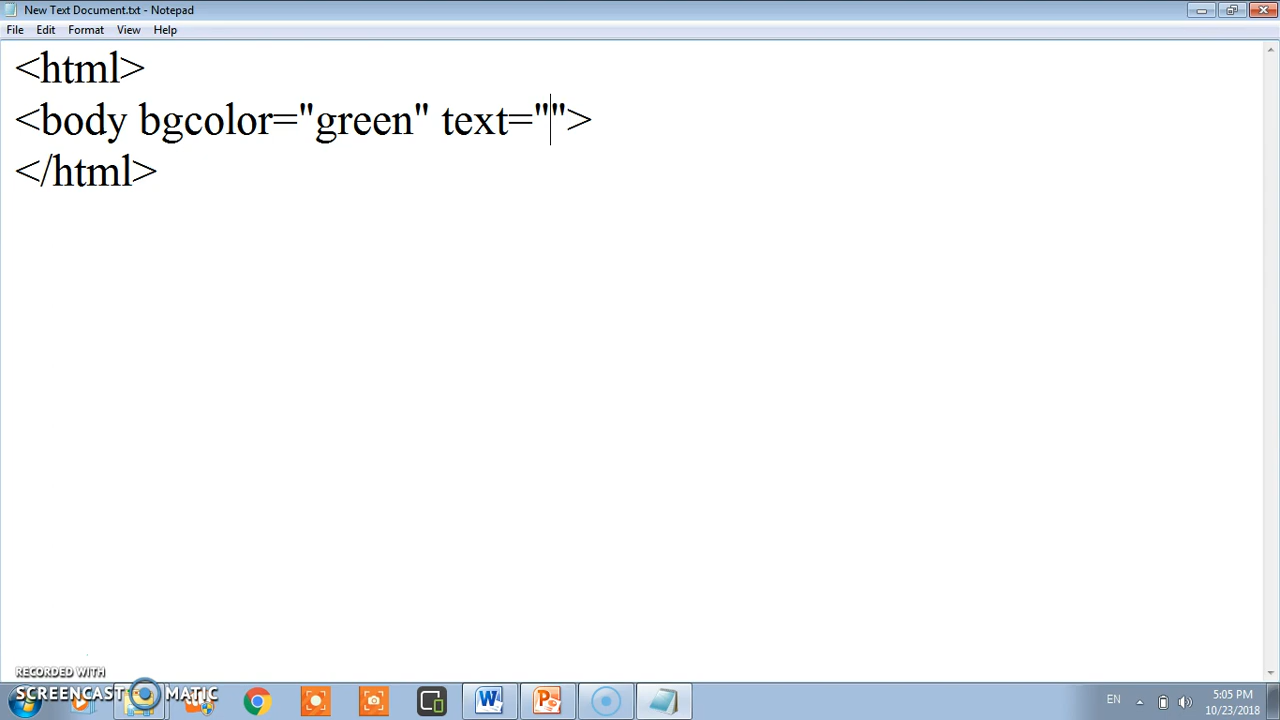 New Text Document.txt - Notepad
File Edit Format View Help
<html>
<body bgcolor="green" text="">
</html>
RECORDED WITH
SCREENCAST MATIC
EN
5:05 PM
10/23/2018